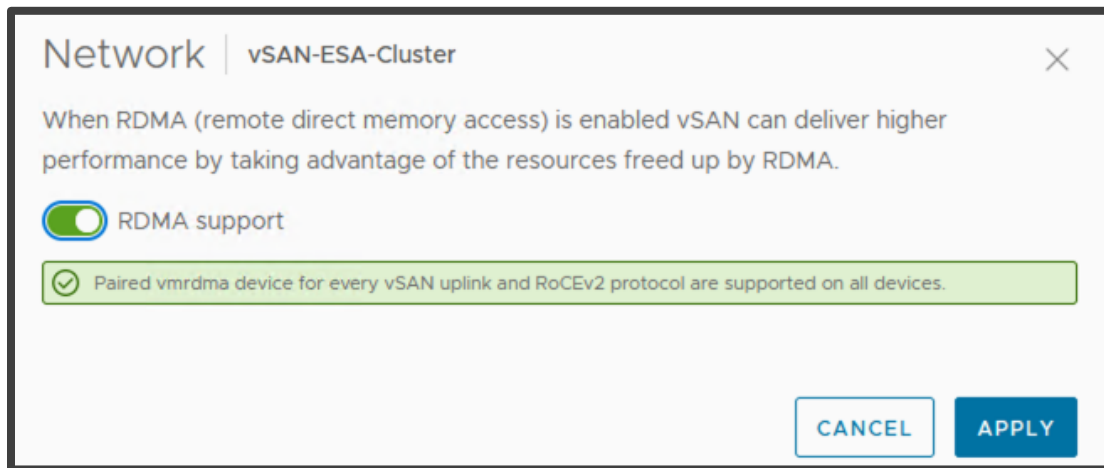 Network vSAN-ESA-Cluster
When RDMA (remote direct memory access) is enabled vSAN can deliver higher
performance by taking advantage of the resources freed up by RDMA.
RDMA support
Paired vmrdma device for every vSAN uplink and RoCEv2 protocol are supported on all devices.
CANCEL APPLY